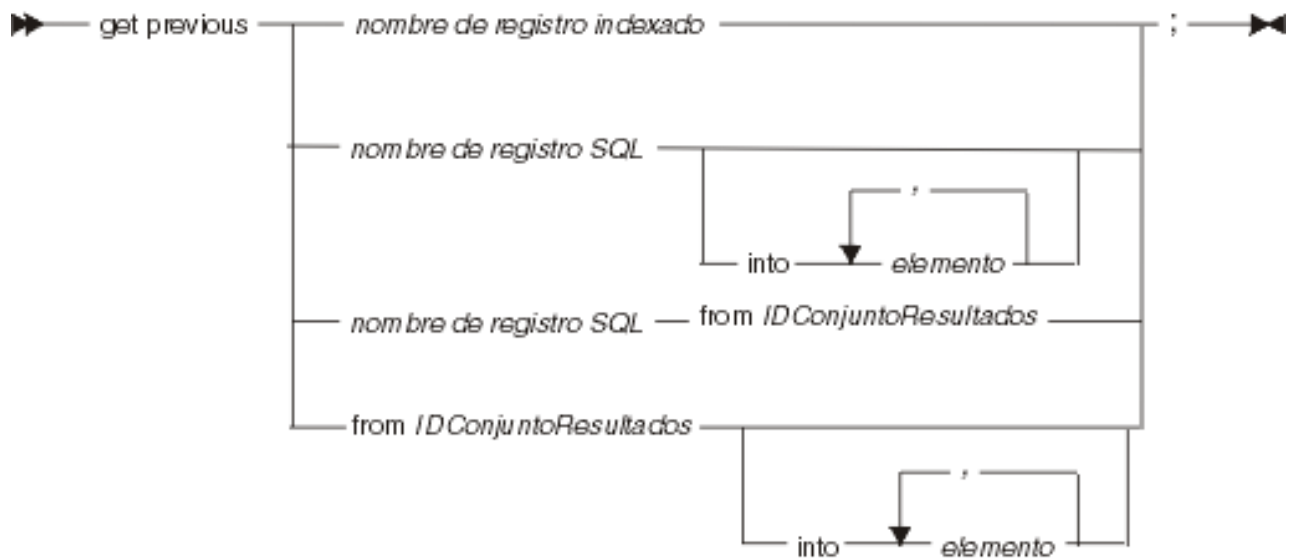 get previous nombre de registro indexado ;
nombre de registro SQL
,
into elemento
nombre de registro SQL from IDConjuntoResultados
from IDConjuntoResultados
,
into elemento